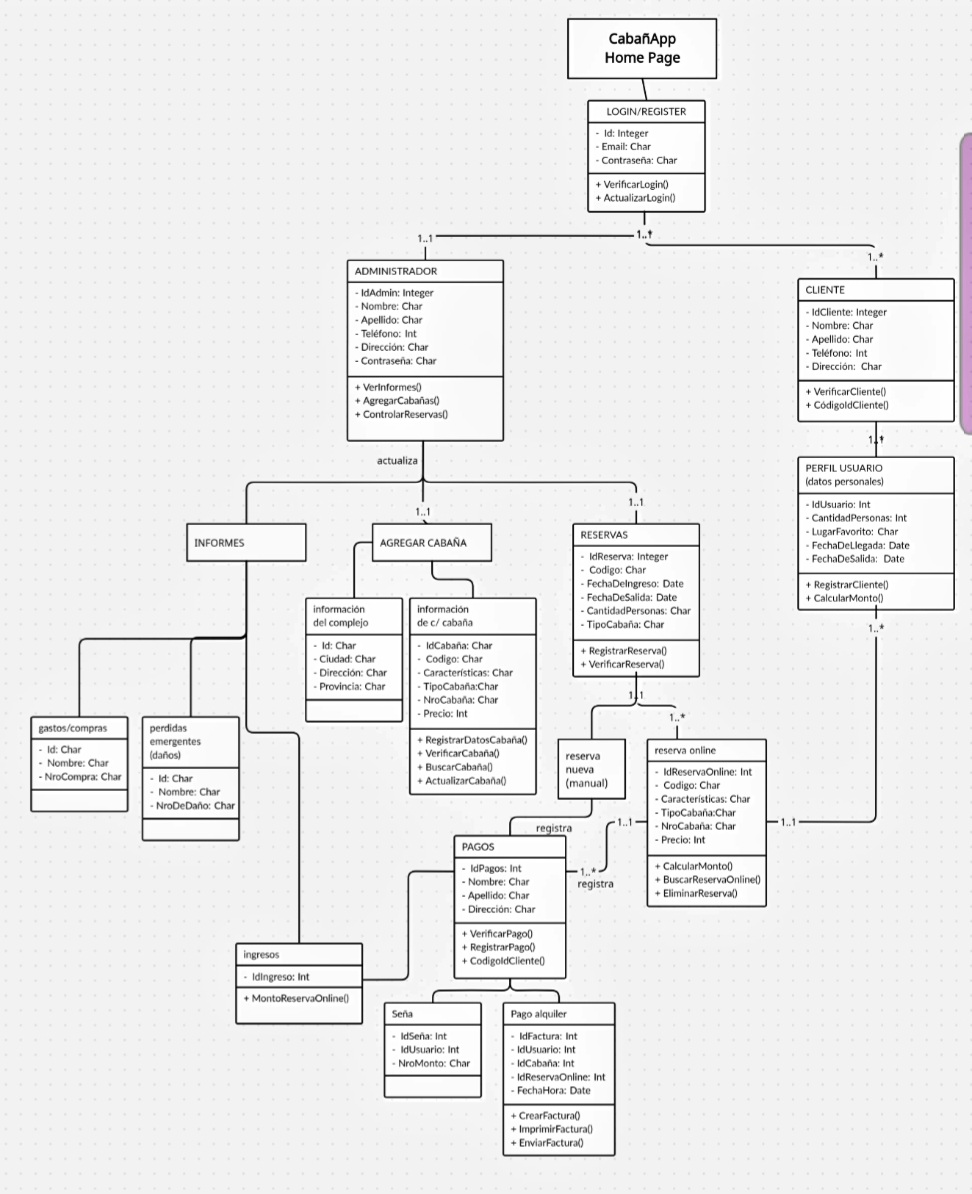 CabañApp
Home Page
LOGIN/REGISTER
- Id: Integer
- Email: Char
- Contraseña: Char
+ VerificarLogin()
+ ActualizarLogin()
1..1
1..*
1..*
ADMINISTRADOR
- IdAdmin: Integer
- Nombre: Char
- Apellido: Char
- Teléfono: Int
- Dirección: Char
- Contraseña: Char
+ VerInformes()
+ AgregarCabañas()
+ ControlarReservas()
CLIENTE
- IdCliente: Integer
- Nombre: Char
- Apellido: Char
- Teléfono: Int
- Dirección: Char
+ VerificarCliente()
+ CódigoIdCliente()
actualiza
1..1
1..1
PERFIL USUARIO
(datos personales)
- IdUsuario: Int
- CantidadPersonas: Int
- LugarFavorito: Char
- FechaDeLlegada: Date
- FechaDeSalida: Date
+ RegistrarCliente()
+ CalcularMonto()
1..*
INFORMES
AGREGAR CABAÑA
RESERVAS
- IdReserva: Integer
- Codigo: Char
- FechaDeIngreso: Date
- FechaDeSalida: Date
- CantidadPersonas: Char
- TipoCabaña: Char
+ RegistrarReserva()
+ VerificarReserva()
1..1
1..*
información
del complejo
- Id: Char
- Ciudad: Char
- Dirección: Char
- Provincia: Char
información
de c/ cabaña
- IdCabaña: Char
- Codigo: Char
- Características: Char
- TipoCabaña:Char
- NroCabaña: Char
- Precio: Int
+ RegistrarDatosCabaña()
+ VerificarCabaña()
+ BuscarCabaña()
+ ActualizarCabaña()
gastos/compras
- Id: Char
- Nombre: Char
- NroCompra: Char
perdidas
emergentes
(daños)
- Id: Char
- Nombre: Char
- NroDeDaño: Char
reserva
nueva
(manual)
reserva online
- IdReservaOnline: Int
- Codigo: Char
- Características: Char
- TipoCabaña:Char
- NroCabaña: Char
- Precio: Int
+ CalcularMonto()
+ BuscarReservaOnline()
+ EliminarReserva()
registra
1..1
1..1
1..*
registra
PAGOS
- IdPagos: Int
- Nombre: Char
- Apellido: Char
- Dirección: Char
+ VerificarPago()
+ RegistrarPago()
+ CodigoIdCliente()
ingresos
- IdIngreso: Int
+ MontoReservaOnline()
Seña
- IdSeña: Int
- IdUsuario: Int
- NroMonto: Char
Pago alquiler
- IdFactura: Int
- IdUsuario: Int
- IdCabaña: Int
- IdReservaOnline: Int
- FechaHora: Date
+ CrearFactura()
+ ImprimirFactura()
+ EnviarFactura()